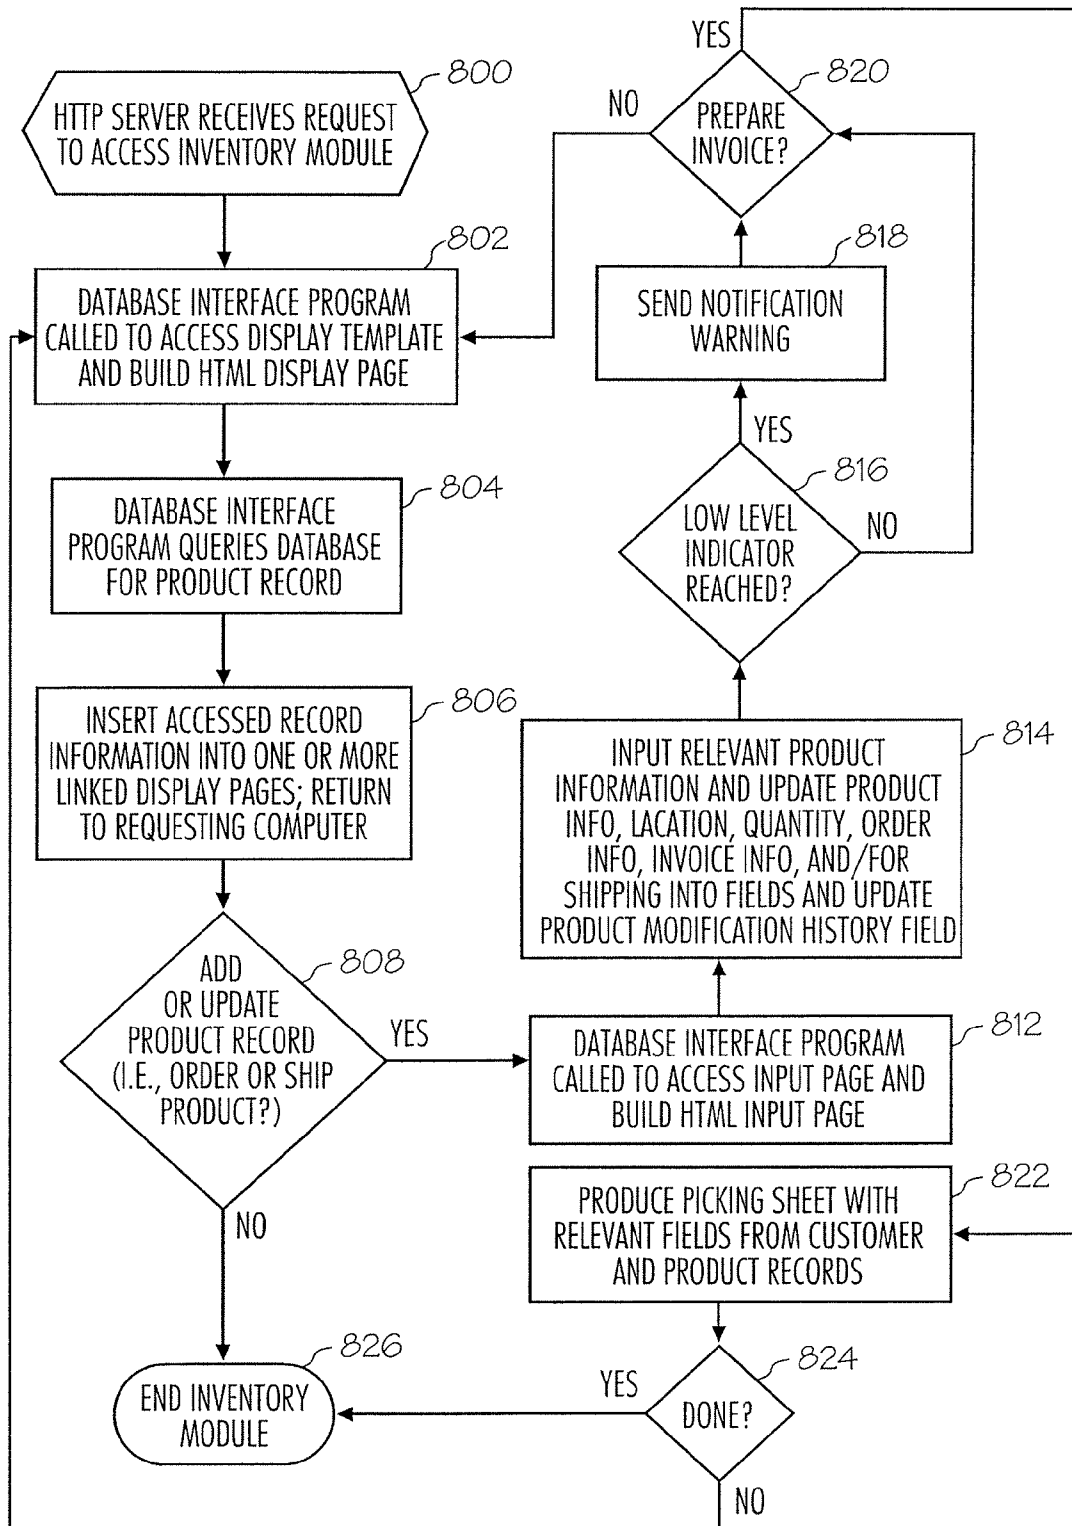 800
HTTP SERVER RECEIVES REQUEST
TO ACCESS INVENTORY MODULE
802
DATABASE INTERFACE PROGRAM
CALLED TO ACCESS DISPLAY TEMPLATE
AND BUILD HTML DISPLAY PAGE
804
DATABASE INTERFACE
PROGRAM QUERIES DATABASE
FOR PRODUCT RECORD
806
INSERT ACCESSED RECORD
INFORMATION INTO ONE OR MORE
LINKED DISPLAY PAGES; RETURN
TO REQUESTING COMPUTER
808
ADD
OR UPDATE
PRODUCT RECORD
(I.E., ORDER OR SHIP
PRODUCT?)
YES
NO
812
DATABASE INTERFACE PROGRAM
CALLED TO ACCESS INPUT PAGE AND
BUILD HTML INPUT PAGE
814
INPUT RELEVANT PRODUCT
INFORMATION AND UPDATE PRODUCT
INFO, LACATION, QUANTITY, ORDER
INFO, INVOICE INFO, AND/FOR
SHIPPING INTO FIELDS AND UPDATE
PRODUCT MODIFICATION HISTORY FIELD
816
LOW LEVEL
INDICATOR
REACHED?
YES
NO
818
SEND NOTIFICATION
WARNING
820
PREPARE
INVOICE?
YES
NO
822
PRODUCE PICKING SHEET WITH
RELEVANT FIELDS FROM CUSTOMER
AND PRODUCT RECORDS
824
DONE?
YES
NO
826
END INVENTORY
MODULE